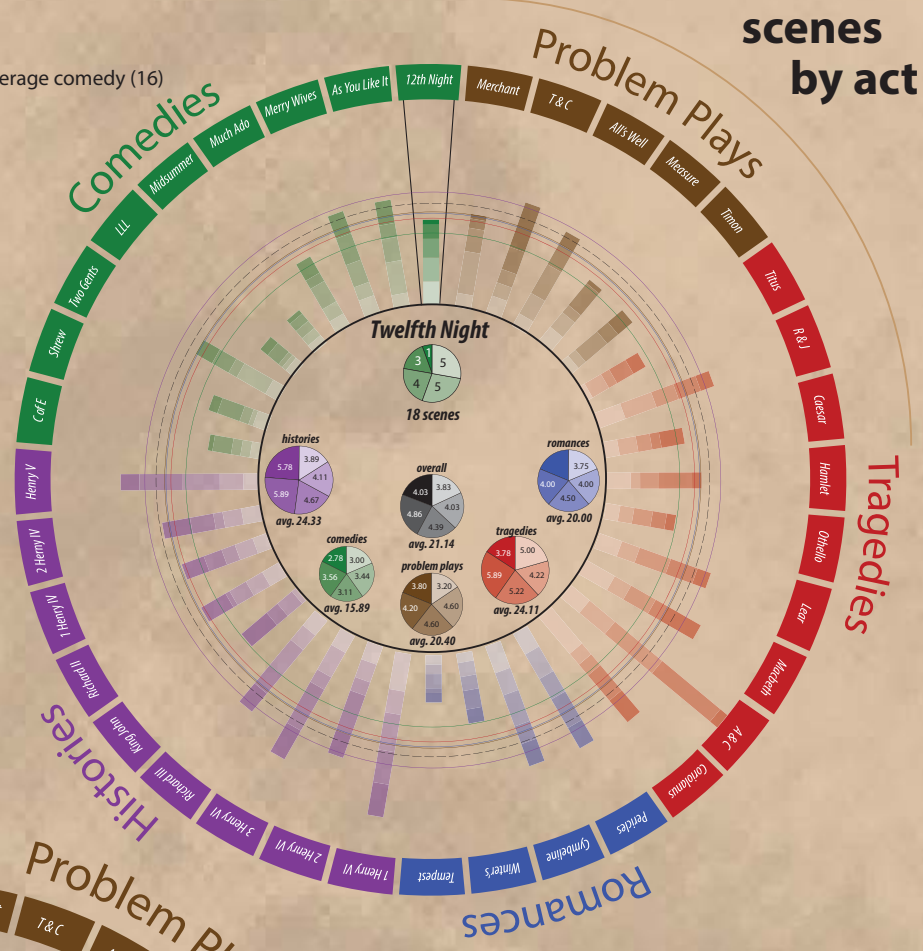 scenes
by act
erage comedy (16)
Comedies
Problem Plays
Tragedies
Romances
Histories
12th Night
Merchant
T & C
All's Well
Measure
Timon
Titus
R & J
Caesar
Hamlet
Othello
Lear
Macbeth
A & C
Coriolanus
Pericles
Cymbeline
Winter's
Tempest
1 Henry VI
2 Henry VI
3 Henry VI
Richard III
King John
Richard II
1 Henry IV
2 Herny IV
Henry V
C of E
Shrew
Two Gents
LLL
Midsummer
Much Ado
Merry Wives
As You Like It
Twelfth Night
1
5
5
4
3
18 scenes
histories
3.89
4.11
4.67
5.89
5.78
avg. 24.33
overall
3.83
4.03
4.39
4.86
4.03
avg. 21.14
romances
3.75
4.00
4.50
4.00
avg. 20.00
comedies
3.00
3.44
3.11
3.56
2.78
avg. 15.89
problem plays
3.20
4.60
4.60
4.20
3.80
avg. 20.40
tragedies
5.00
4.22
5.22
5.89
3.78
avg. 24.11
Problem Pl
T & C